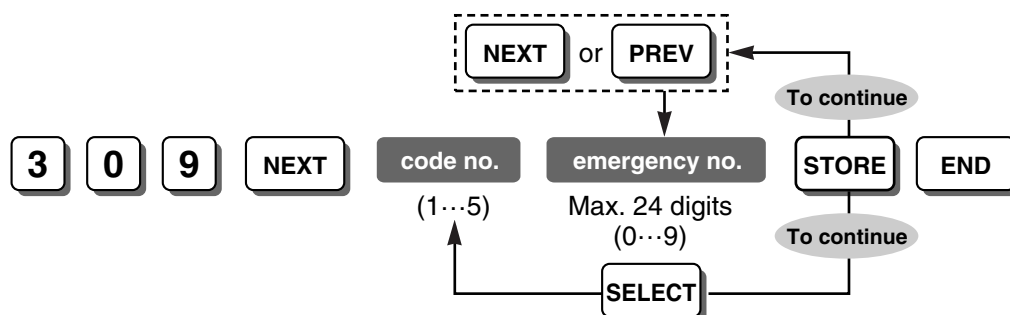 NEXT or PREV
To continue
3 0 9 NEXT code no. emergency no. STORE END
(1···5) Max. 24 digits
(0···9)
To continue
SELECT